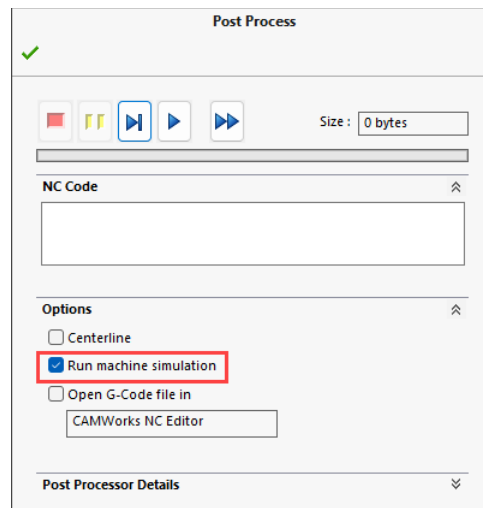 Post Process
Size : 0 bytes
NC Code
Options
Centerline
Run machine simulation
Open G-Code file in
CAMWorks NC Editor
Post Processor Details